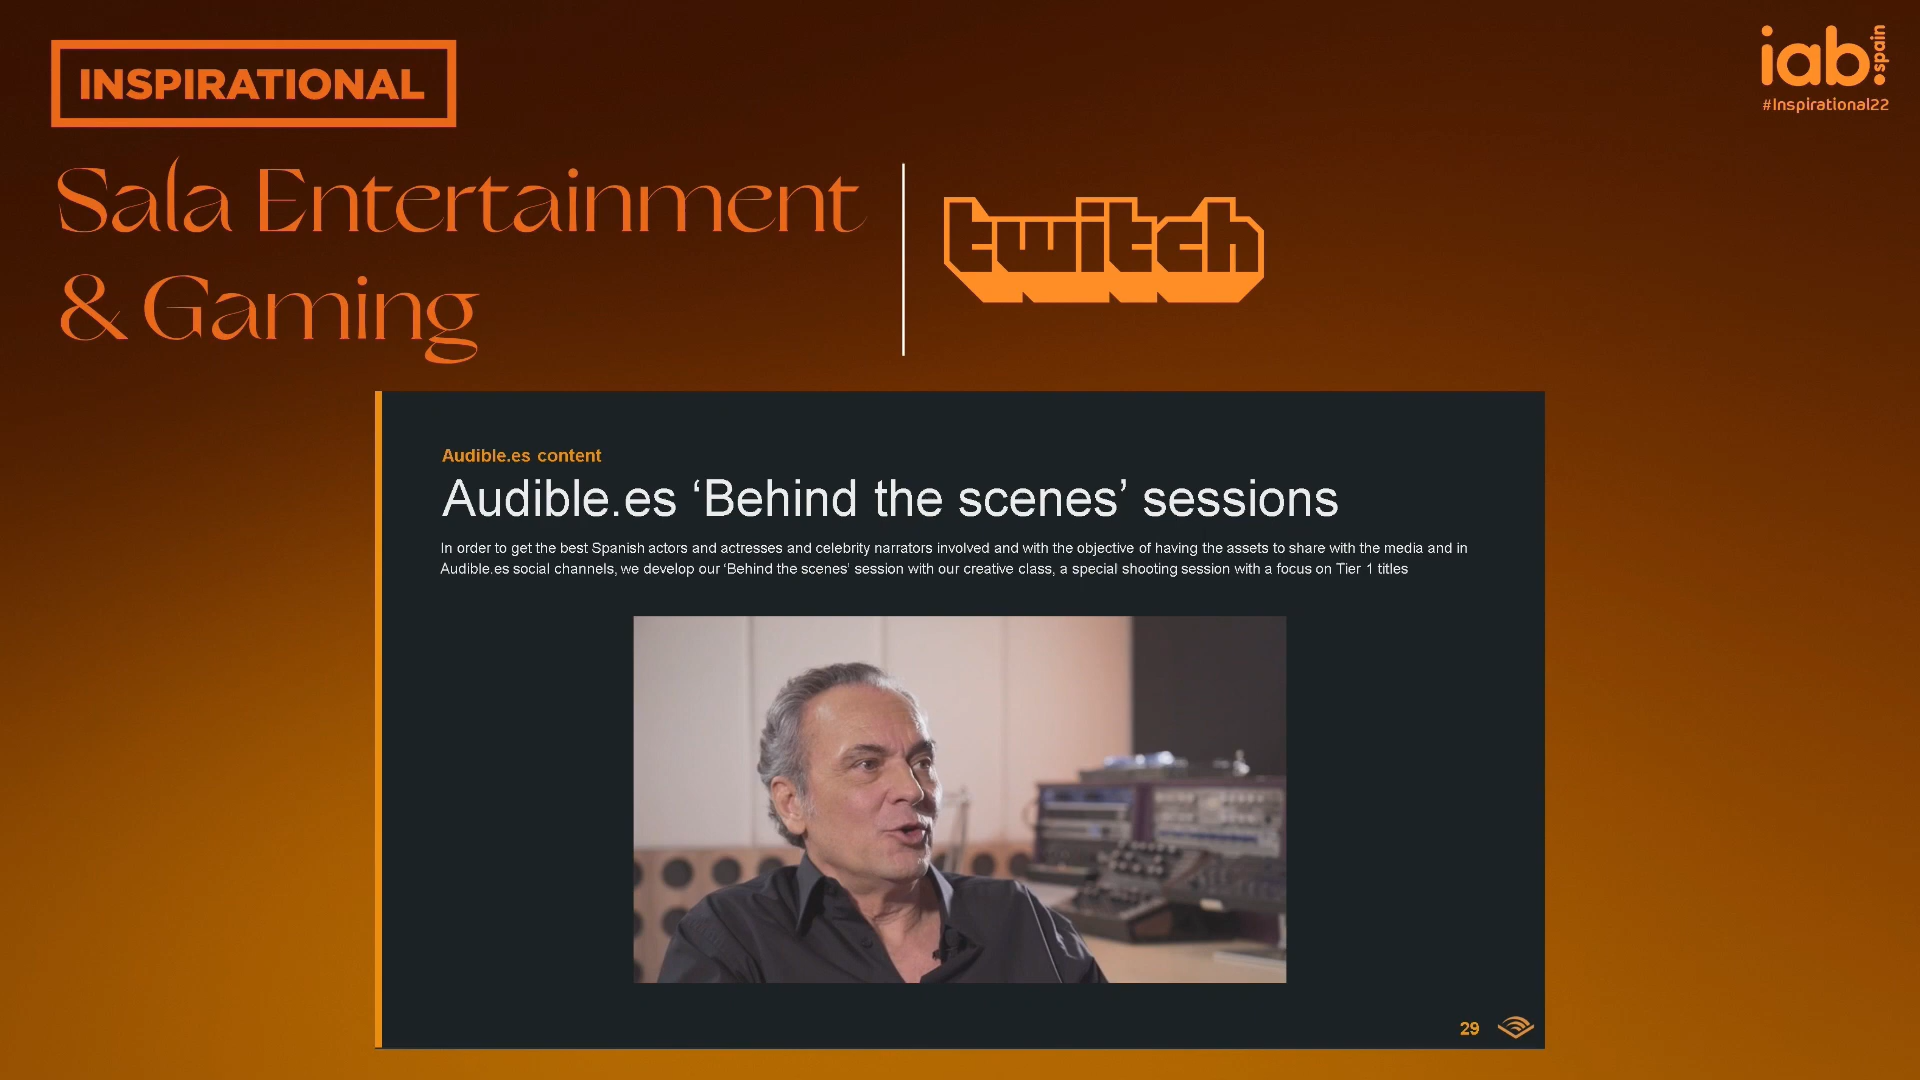 INSPIRATIONAL
iab.spain
#Inspirational22
Sala Entertainment
& Gaming
twitch
Audible.es content
Audible.es ‘Behind the scenes’ sessions
In order to get the best Spanish actors and actresses and celebrity narrators involved and with the objective of having the assets to share with the media and in
Audible.es social channels, we develop our ‘Behind the scenes’ session with our creative class, a special shooting session with a focus on Tier 1 titles
29